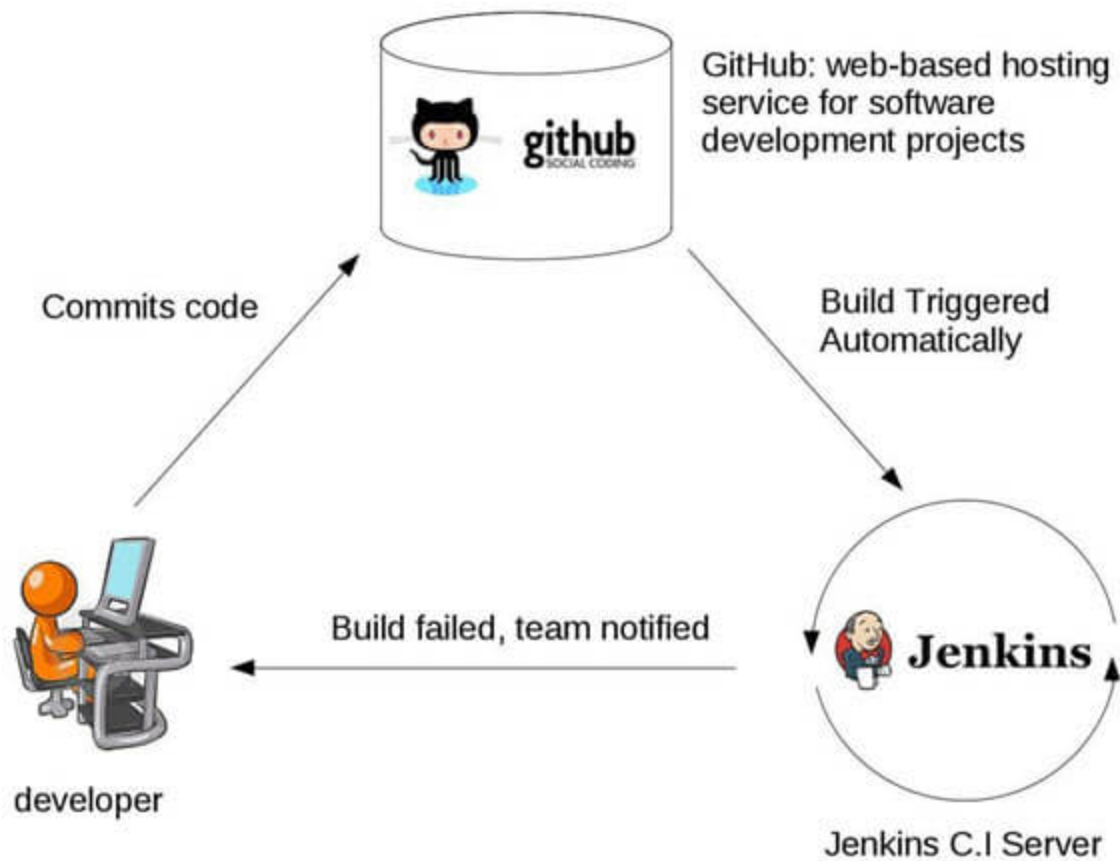 github
SOCIAL CODING
GitHub: web-based hosting
service for software
development projects
Commits code
Build Triggered
Automatically
Build failed, team notified
Jenkins
developer
Jenkins C.I Server